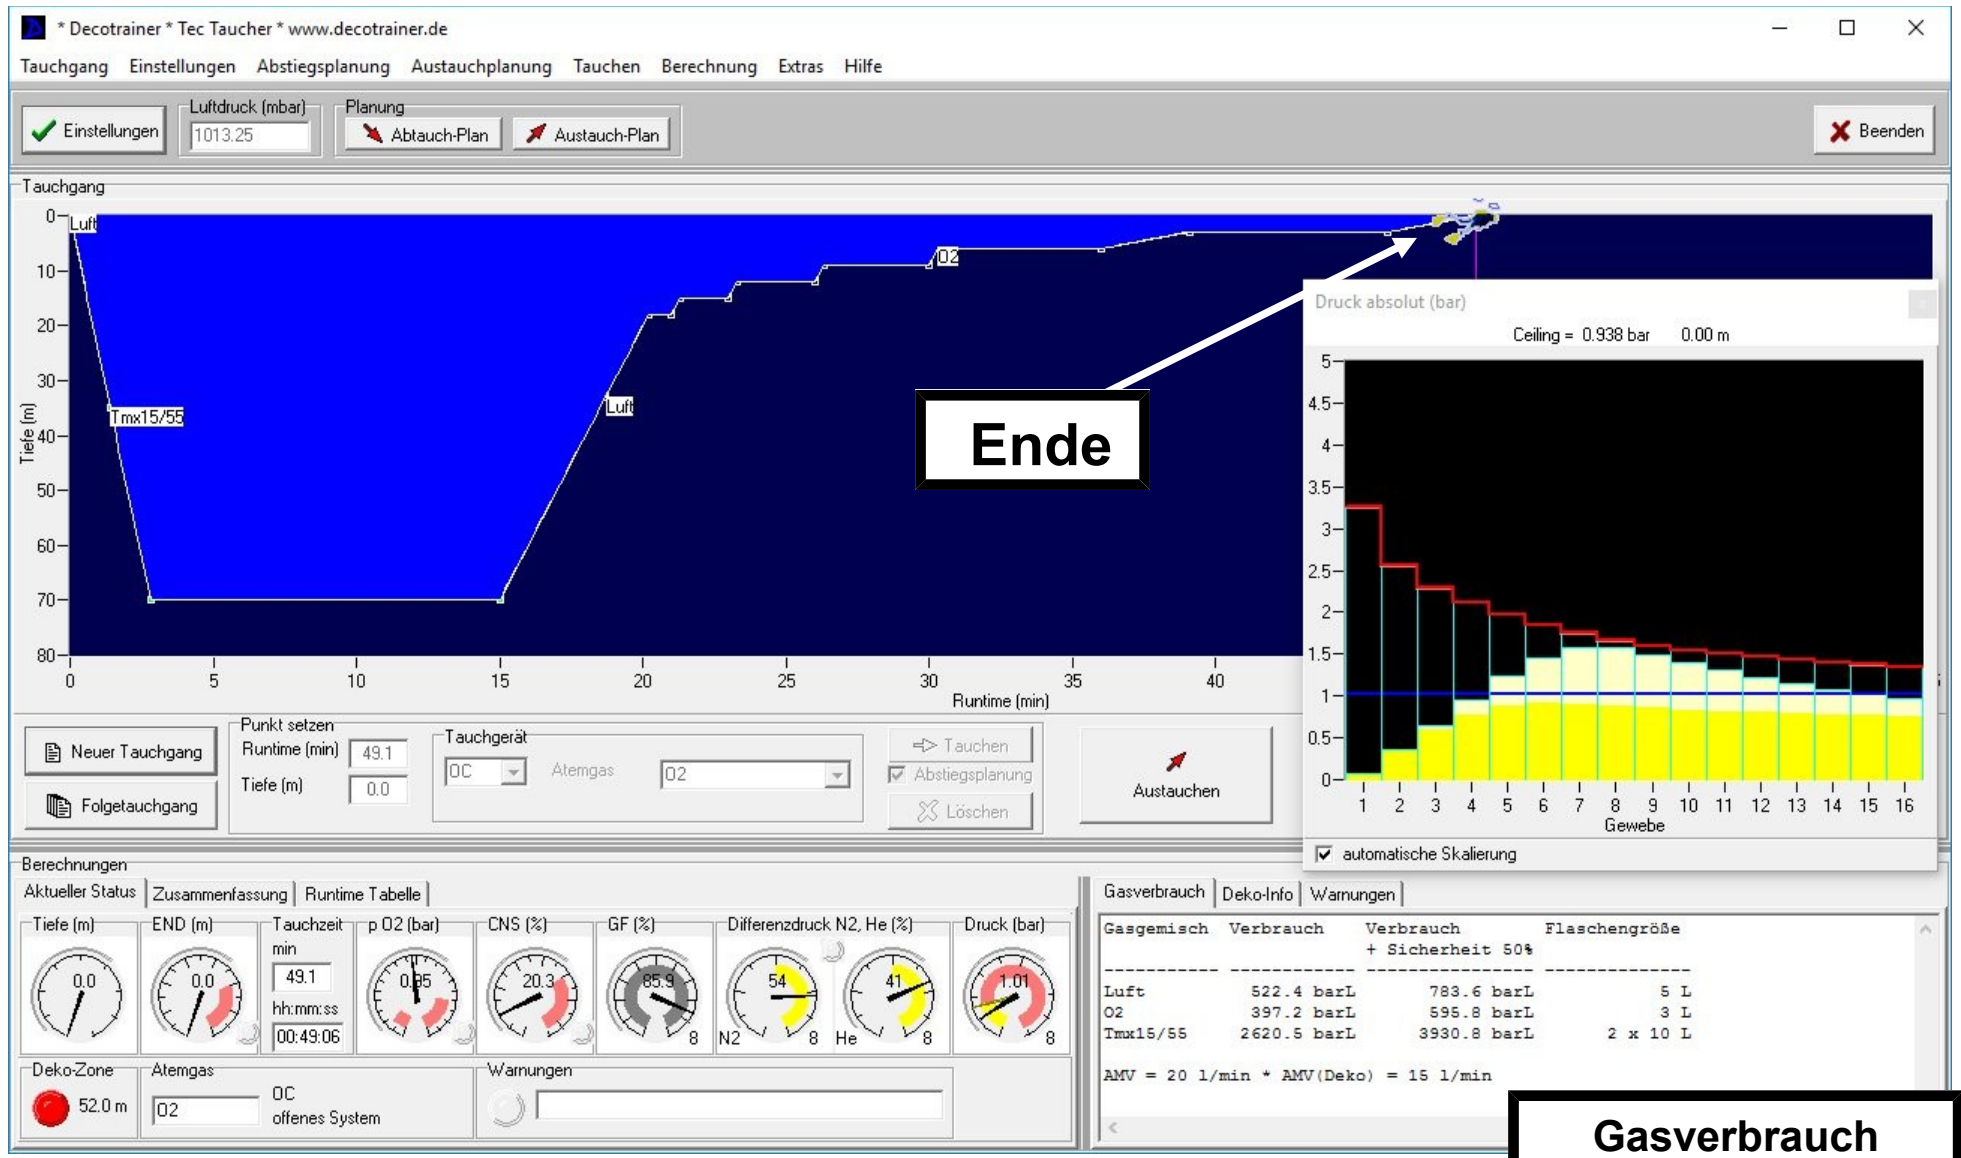 * Decotrainer * Tec Taucher * www.decotrainer.de
Tauchgang Einstellungen Abstiegsplanung Austauchplanung Tauchen Berechnung Extras Hilfe
Einstellungen
Luftdruck (mbar)
1013.25
Planung
Abtauch-Plan
Austauch-Plan
Beenden
Tauchgang
Tiefe (m)
0
10
20
30
40
50
60
70
80
Luft
Tmx15/55
Luft
O2
0 5 10 15 20 25 30 35 40
Runtime (min)
Ende
Druck absolut (bar)
Ceiling = 0.938 bar 0.00 m
5
4.5
4
3.5
3
2.5
2
1.5
1
0.5
0
1 2 3 4 5 6 7 8 9 10 11 12 13 14 15 16
Gewebe
automatische Skalierung
Neuer Tauchgang
Folgetauchgang
Punkt setzen
Runtime (min) 49.1
Tiefe (m) 0.0
Tauchgerät
OC Atemgas O2
Tauchen
Abstiegsplanung
Löschen
Austauchen
Berechnungen
Aktueller Status Zusammenfassung Runtime Tabelle
Tiefe (m)
0.0
END (m)
0.0
Tauchzeit
min
49.1
hh:mm:ss
00:49:06
p O2 (bar)
0.95
CNS (%)
20.3
GF (%)
85.9
8
Differenzdruck N2, He (%)
54
N2 8
41
He 8
Druck (bar)
1.01
8
Deko-Zone
52.0 m
Atemgas
O2
OC
offenes System
Warnungen
Gasverbrauch Deko-Info Warnungen
Gasgemisch Verbrauch Verbrauch Flaschengröße
+ Sicherheit 50%
----------- ------------ ---------------- --------------
Luft 522.4 barL 783.6 barL 5 L
O2 397.2 barL 595.8 barL 3 L
Tmx15/55 2620.5 barL 3930.8 barL 2 x 10 L
AMV = 20 l/min * AMV(Deko) = 15 l/min
Gasverbrauch